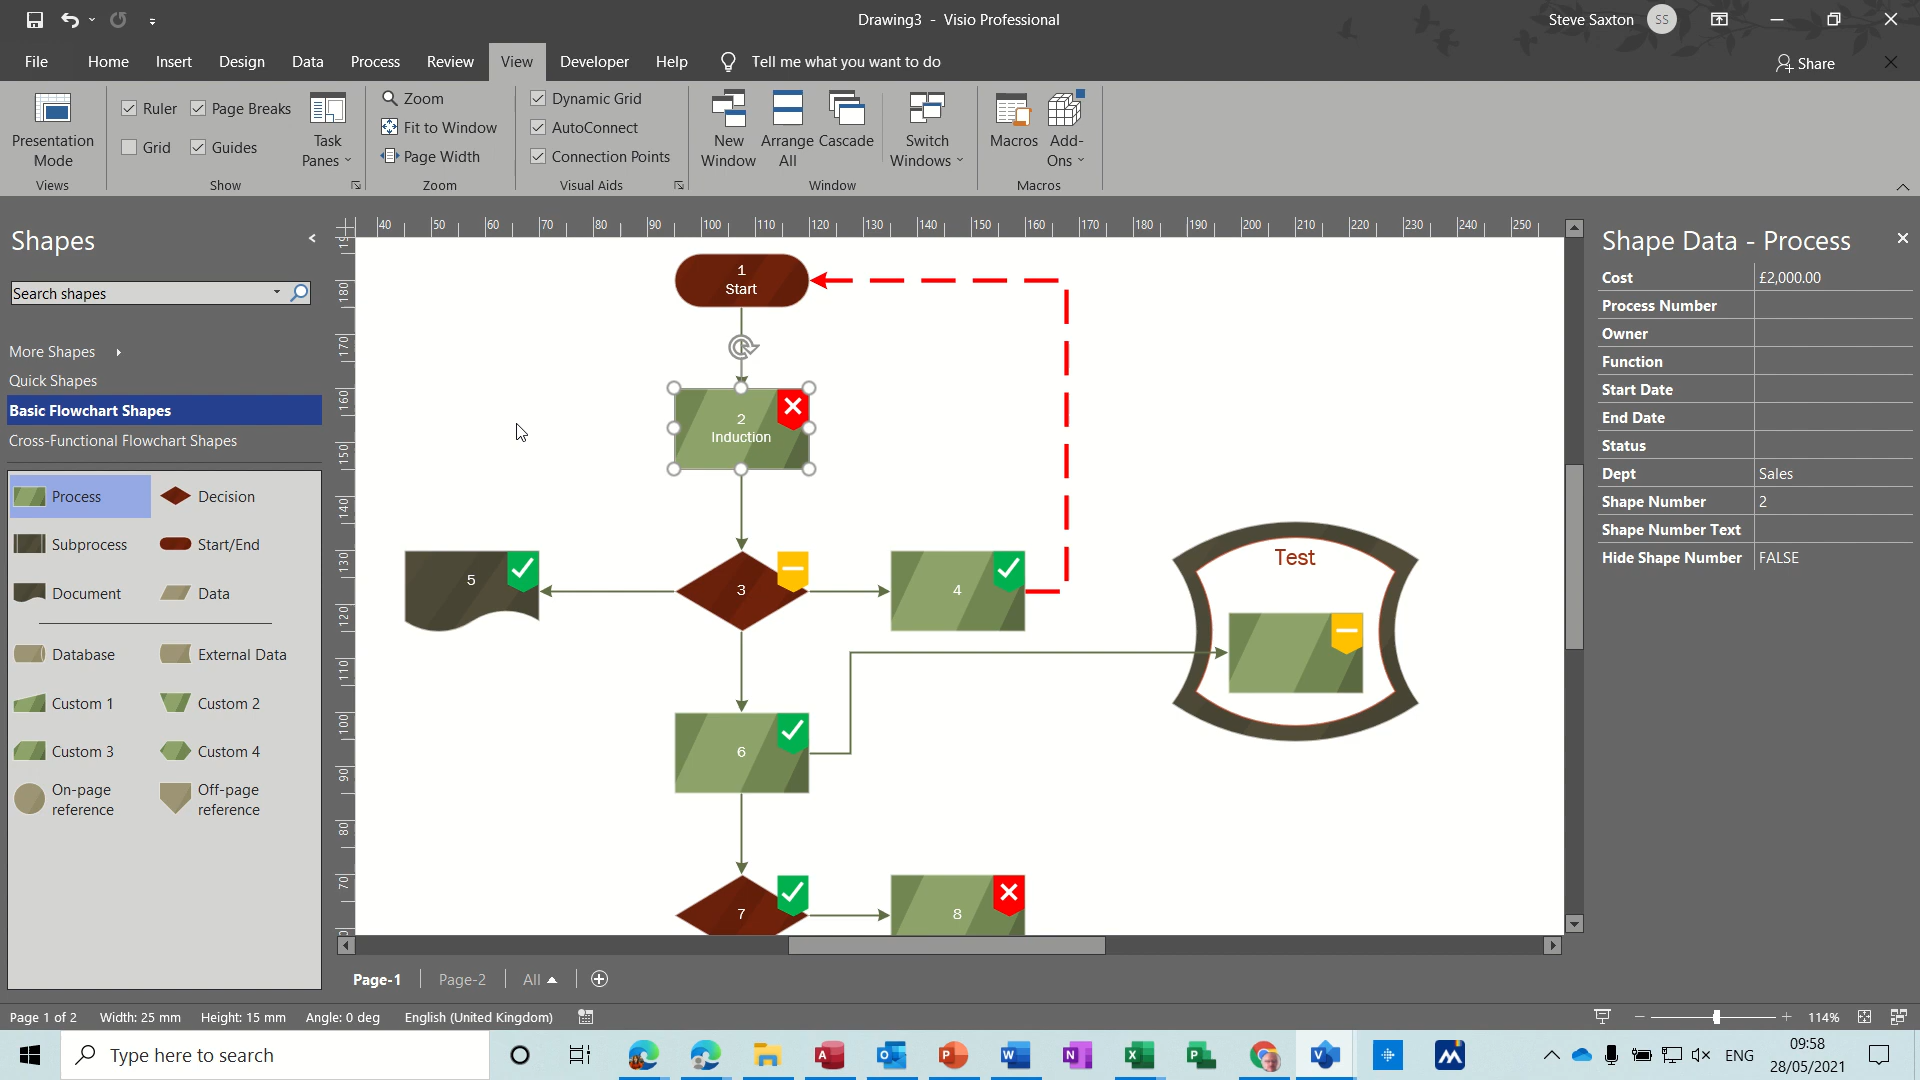 Drawing3 - Visio Professional
Steve Saxton
SS
File Home Insert Design Data Process Review View Developer Help Tell me what you want to do
Share
Presentation Mode
Views
Ruler
Page Breaks
Grid
Guides
Task Panes
Show
Zoom
Fit to Window
Page Width
Zoom
Dynamic Grid
AutoConnect
Connection Points
Visual Aids
New Window
Arrange All
Cascade
Switch Windows
Window
Macros
Add-Ons
Macros
Shapes
Search shapes
More Shapes
Quick Shapes
Basic Flowchart Shapes
Cross-Functional Flowchart Shapes
Process Decision
Subprocess Start/End
Document Data
Database External Data
Custom 1 Custom 2
Custom 3 Custom 4
On-page reference
Off-page reference
40 50 60 70 80 90 100 110 120 130 140 150 160 170 180 190 200 210 220 230 240 250
180
170
160
150
140
130
120
110
100
90
80
70
1
Start
2
Induction
5
3
4
Test
6
7
8
Shape Data - Process
Cost £2,000.00
Process Number
Owner
Function
Start Date
End Date
Status
Dept Sales
Shape Number 2
Shape Number Text
Hide Shape Number FALSE
Page-1 Page-2 All
Page 1 of 2 Width: 25 mm Height: 15 mm Angle: 0 deg English (United Kingdom)
114%
Type here to search
ENG
09:58
28/05/2021